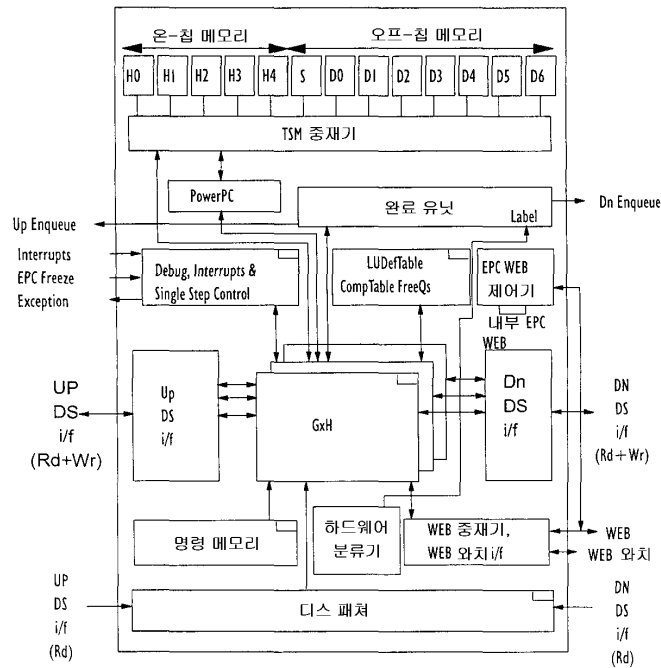 온-칩 메모리
오프-칩 메모리
H0 H1 H2 H3 H4 S D0 D1 D2 D3 D4 D5 D6
TSM 중재기
PowerPC
완료 유닛
Label
Up Enqueue
Dn Enqueue
Interrupts
EPC Freeze
Exception
Debug, Interrupts &
Single Step Control
LUDefTable
CompTable FreeQs
EPC WEB
제어기
내부 EPC
WEB
UP
DS
i/f
(Rd+Wr)
Up
DS
i/f
GxH
Dn
DS
i/f
DN
DS
i/f
(Rd+Wr)
명령 메모리
하드웨어
분류기
WEB 중재기,
WEB 와치 i/f
WEB
WEB 와치
UP
DS
i/f
(Rd)
디스 패쳐
DN
DS
i/f
(Rd)